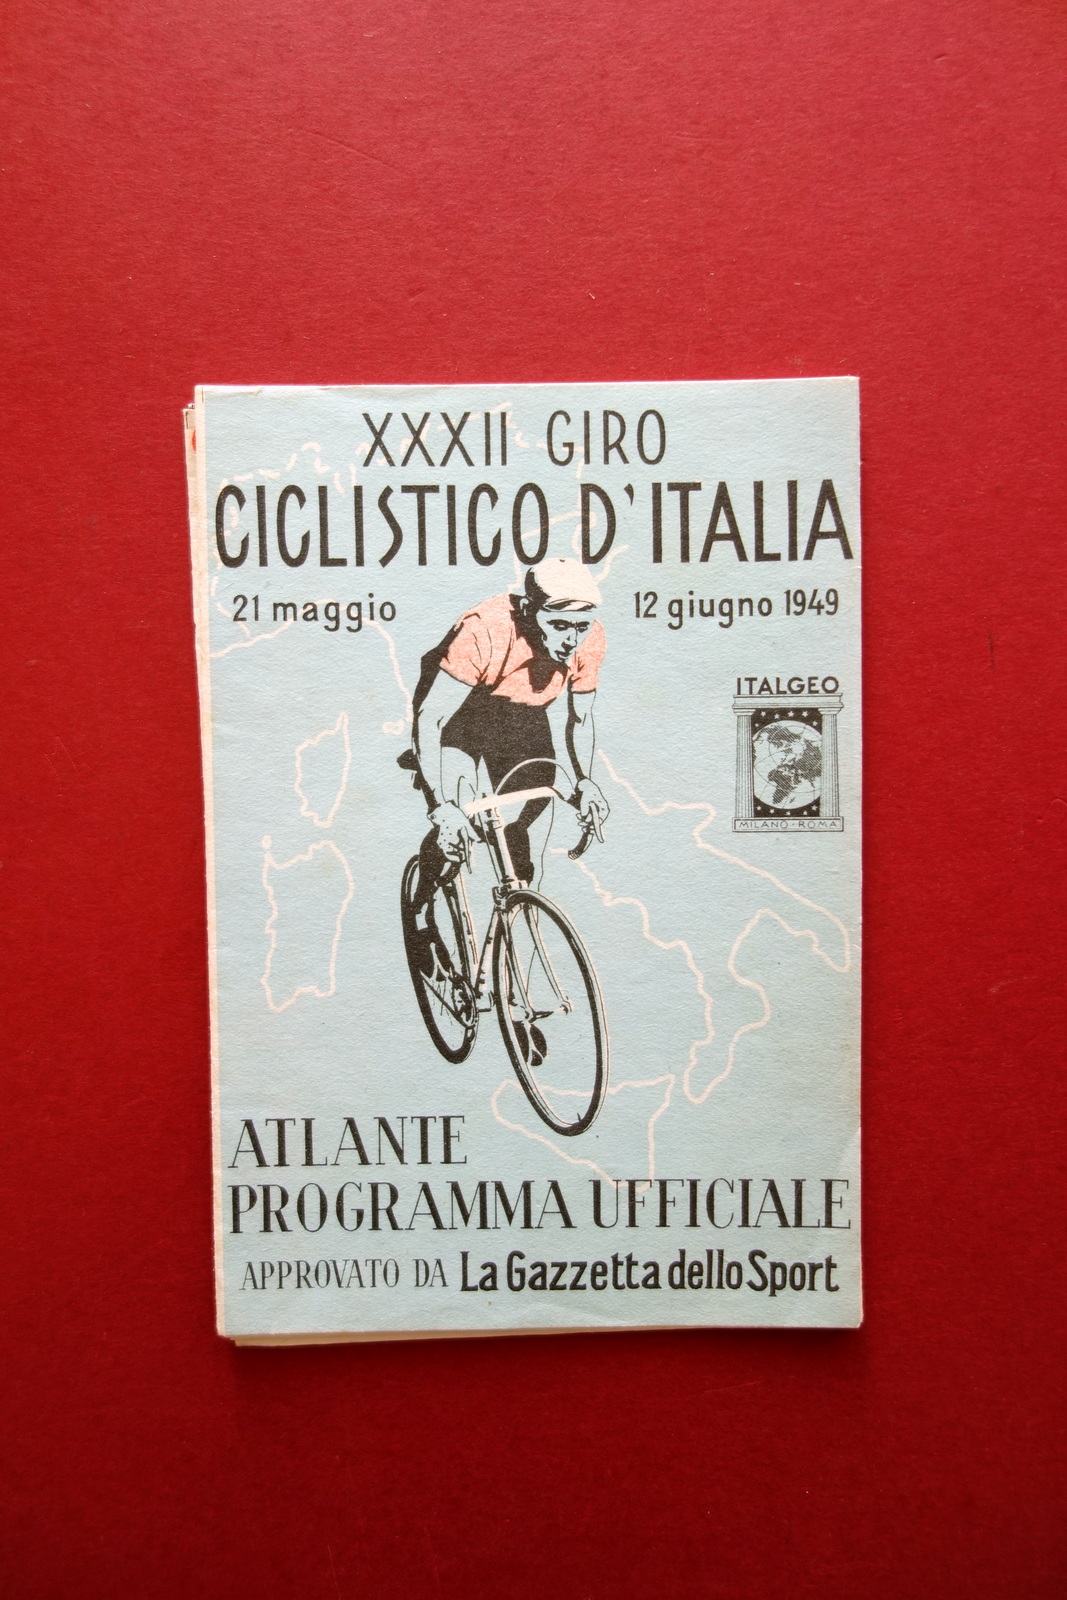 XXXII GIRO
CICLISTICO D'ITALIA
21 maggio
12 giugno 1949
ITALGEO
MILANO-ROMA
ATLANTE
PROGRAMMA UFFICIALE
APPROVATO DA La Gazzetta dello Sport